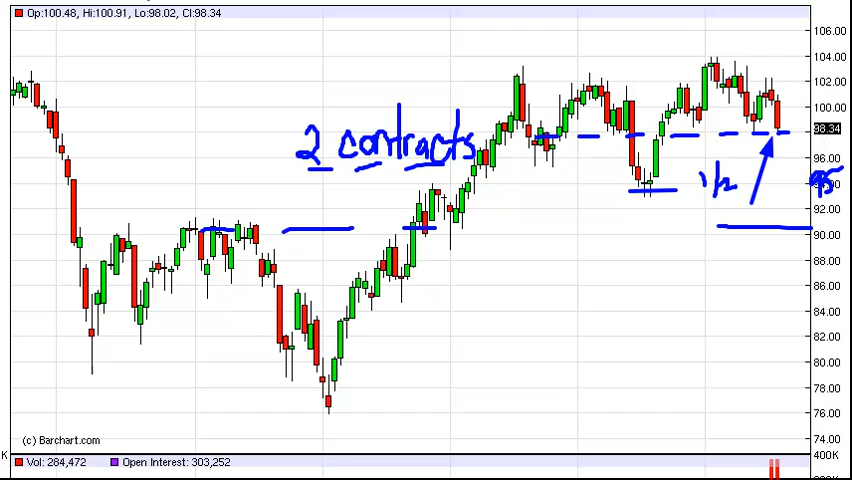 Op:100.48, Hi:100.91, Lo:98.02, Cl:98.34
106.00
104.00
102.00
100.00
98.34
96.00
95
92.00
90.00
88.00
86.00
84.00
82.00
80.00
78.00
76.00
74.00
2 contracts
1/2
(c) Barchart.com
K
Vol: 284,472
Open Interest: 303,252
400K